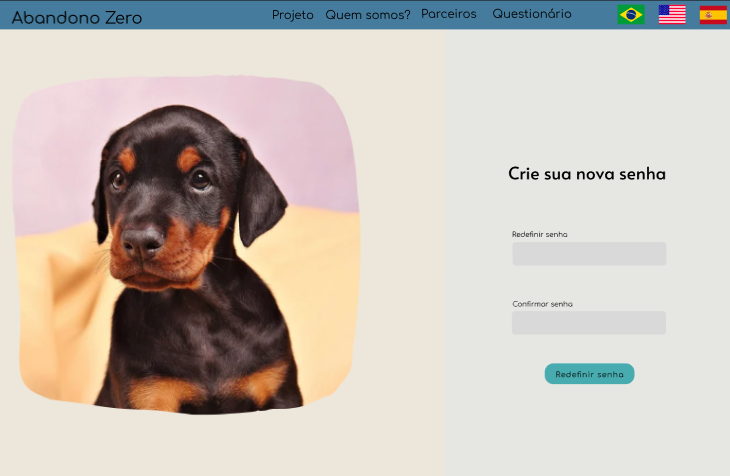 Abandono Zero
Projeto Quem somos? Parceiros Questionário
Crie sua nova senha
Redefinir senha
Confirmar senha
Redefinir senha